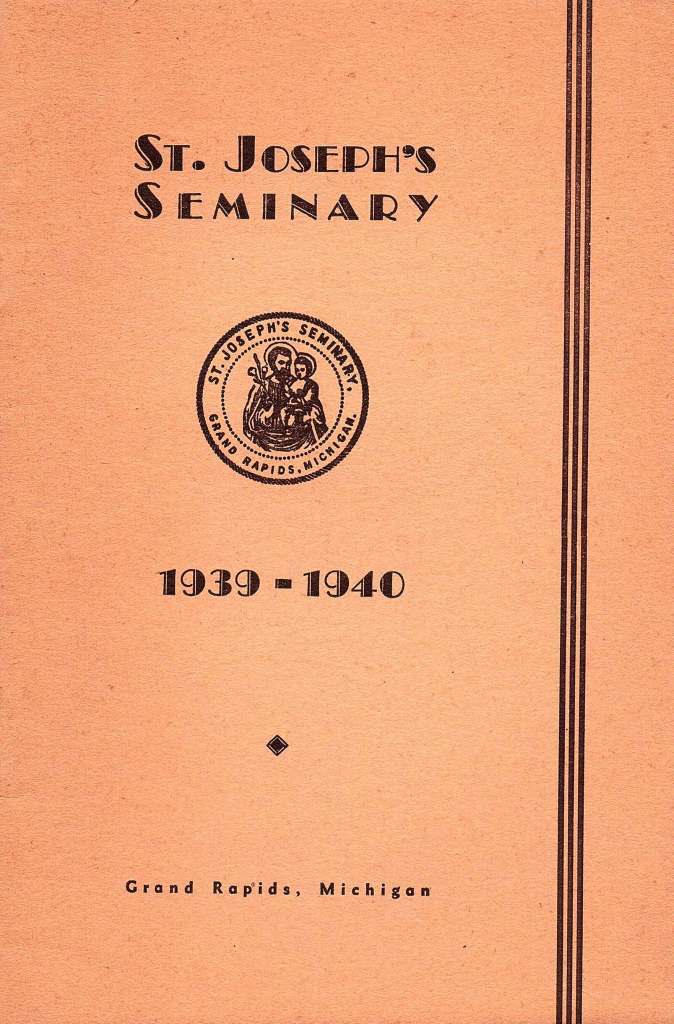 St. Joseph's
Seminary
ST. JOSEPH'S SEMINARY,
GRAND RAPIDS, MICHIGAN.
1939 - 1940
Grand Rapids, Michigan